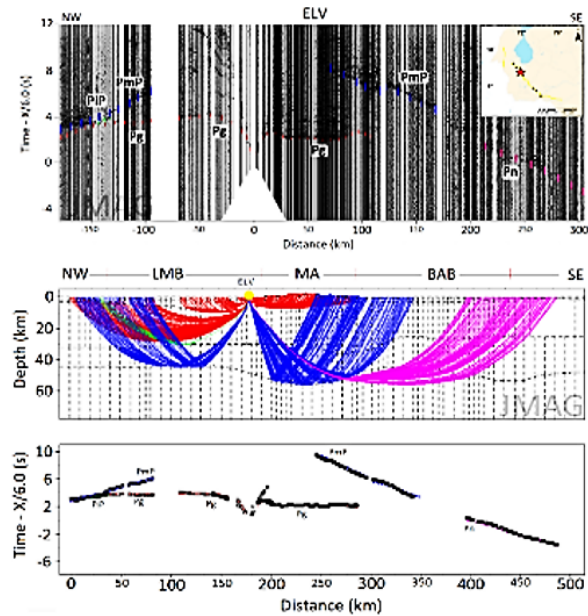 NW ELV SE
Time - X/6.0 (s)
12
8
4
0
-4
PiP
PmP
Pg
Pg
Pg
PmP
Pn
A
JMAG
-150 -100 -50 0 50 100 150 200 250 300
Distance (km)
NW LMB MA BAB SE
ELV
Depth (km)
0
20
40
60
JMAG
Time - X/6.0 (s)
10
6
2
-2
-6
PmP
PiP
Pg
Pg
Pg
PmP
Pn
0 50 100 150 200 250 300 350 400 450 500
Distance (km)